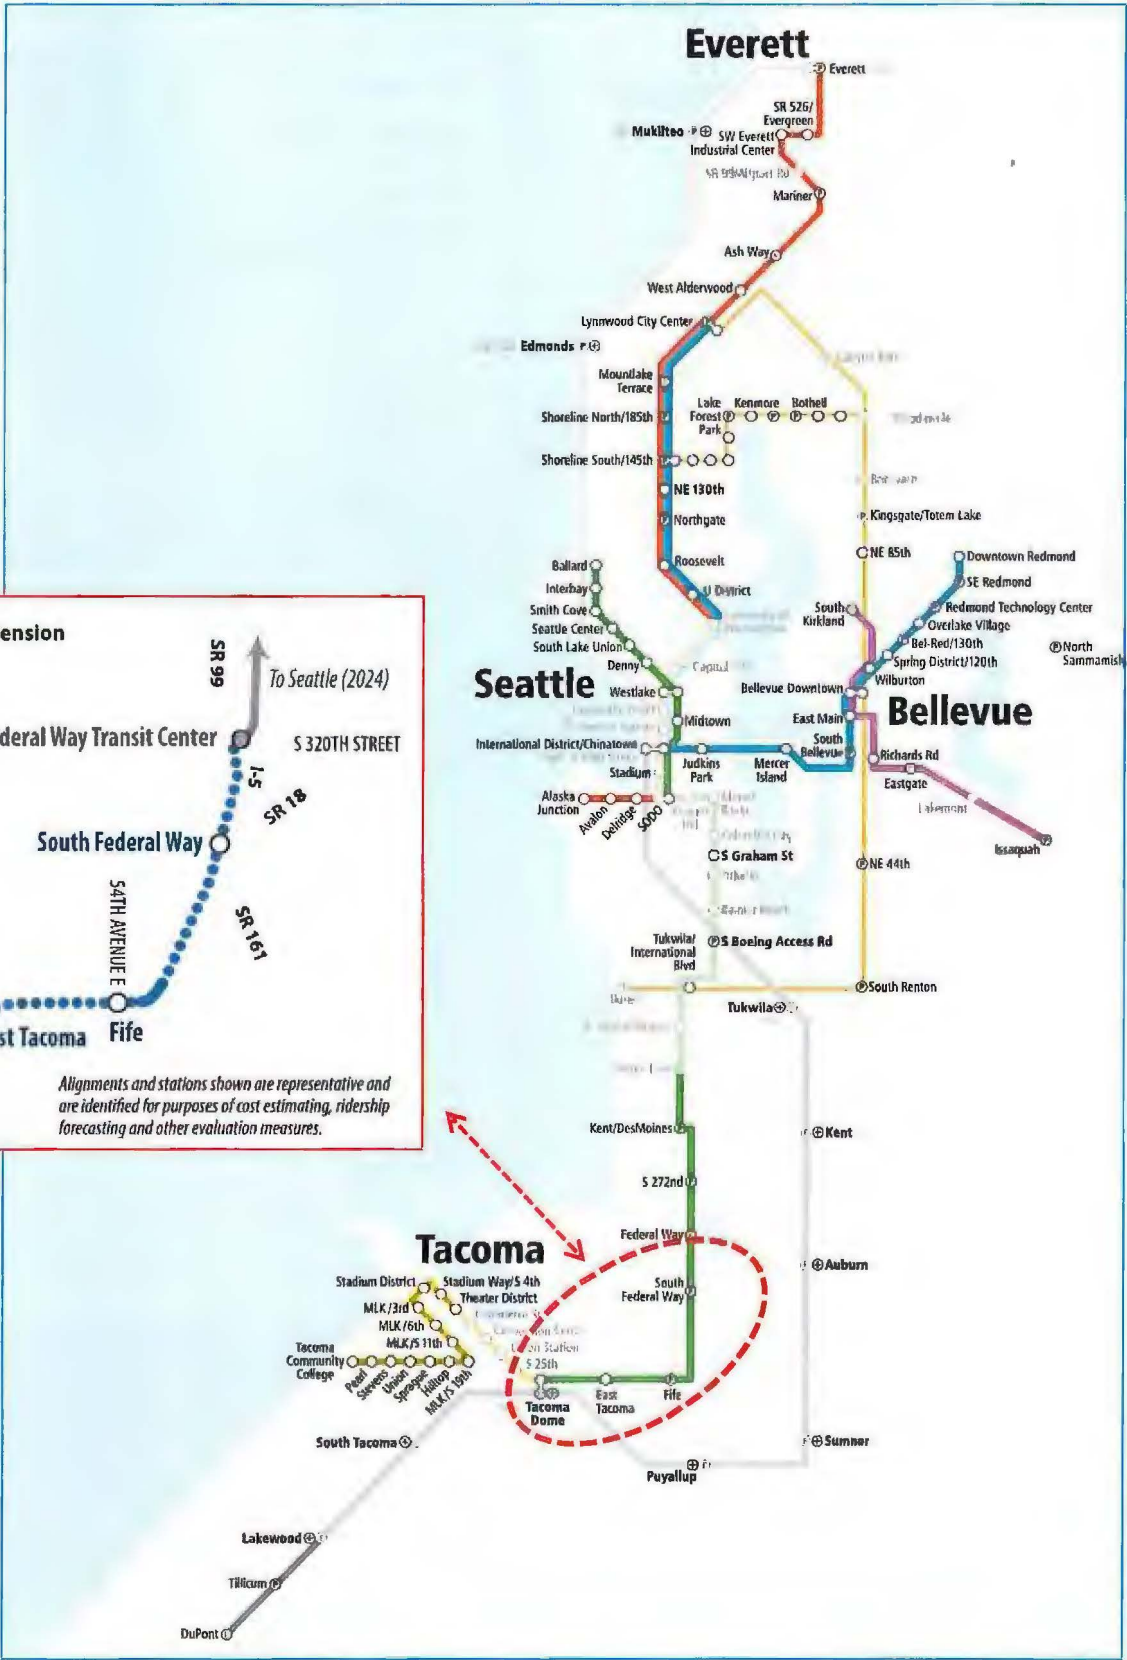 Everett
Everett
SR 526/
Evergreen
Mukilteo
SW Everett
Industrial Center
Mariner
Ash Way
West Alderwood
Lynnwood City Center
Edmonds
Mountlake
Terrace
Lake
Forest
Park
Kenmore
Bothell
Shoreline North/185th
Shoreline South/145th
NE 130th
Northgate
Kingsgate/Totem Lake
NE 85th
Downtown Redmond
Roosevelt
Ballard
Interbay
U District
SE Redmond
Smith Cove
South
Kirkland
Redmond Technology Center
Seattle Center
Overlake Village
South Lake Union
Bel-Red/130th
North
Sammamish
Denny
Capitol
Spring District/120th
Wilburton
Seattle
Westlake
Bellevue Downtown
Bellevue
Midtown
East Main
International District/Chinatown
Judkins
Park
Mercer
Island
South
Bellevue
Richards Rd
Stadium
Eastgate
Alaska
Junction
Avalon
Delridge
SODO
Lakemont
Issaquah
S Graham St
NE 44th
Tukwila/
International
Blvd
S Boeing Access Rd
South Renton
Tukwila
Kent/DesMoines
Kent
S 272nd
Federal Way
Auburn
South
Federal Way
Tacoma
Stadium District
Stadium Way/S 4th
Theater District
MLK/3rd
MLK/6th
MLK/S 11th
Union Station
S 25th
Tacoma
Community
College
Pearl
Stevens
Union
Sprague
Hilltop
MLK/S 19th
Tacoma
Dome
East
Tacoma
Fife
South Tacoma
Sumner
Puyallup
Lakewood
Tillicum
DuPont
ension
SR 99
To Seattle (2024)
deral Way Transit Center
S 320TH STREET
I-5
SR 18
South Federal Way
54TH AVENUE E
SR 161
st Tacoma
Fife
Alignments and stations shown are representative and
are identified for purposes of cost estimating, ridership
forecasting and other evaluation measures.